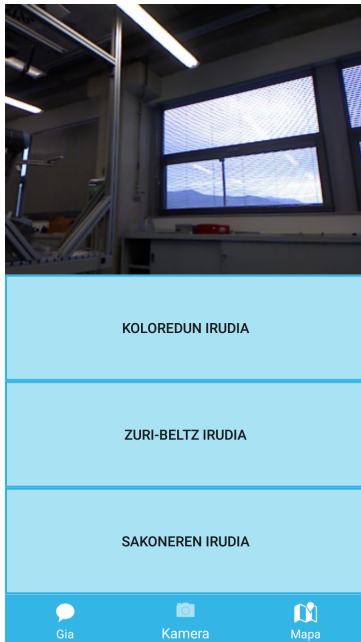 KOLOREDUN IRUDIA
ZURI-BELTZ IRUDIA
SAKONEREN IRUDIA
Gia
Kamera
Mapa